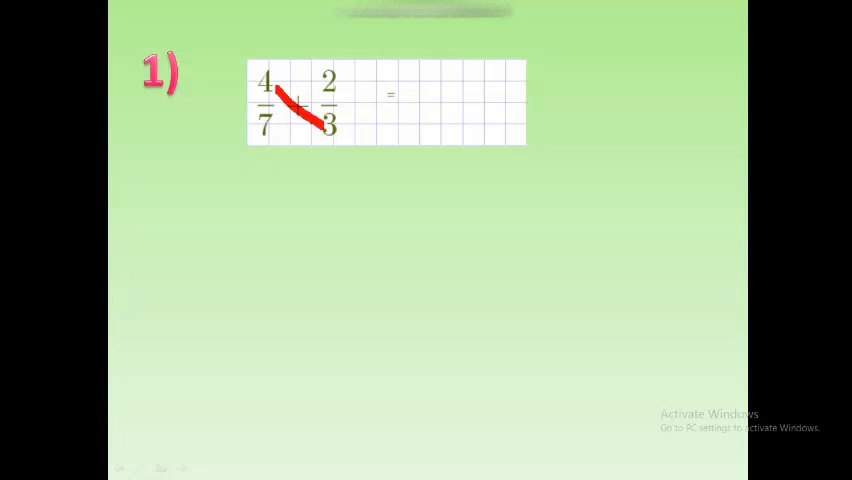 1)
4/7 + 2/3 =
Activate Windows
Go to PC settings to activate Windows.